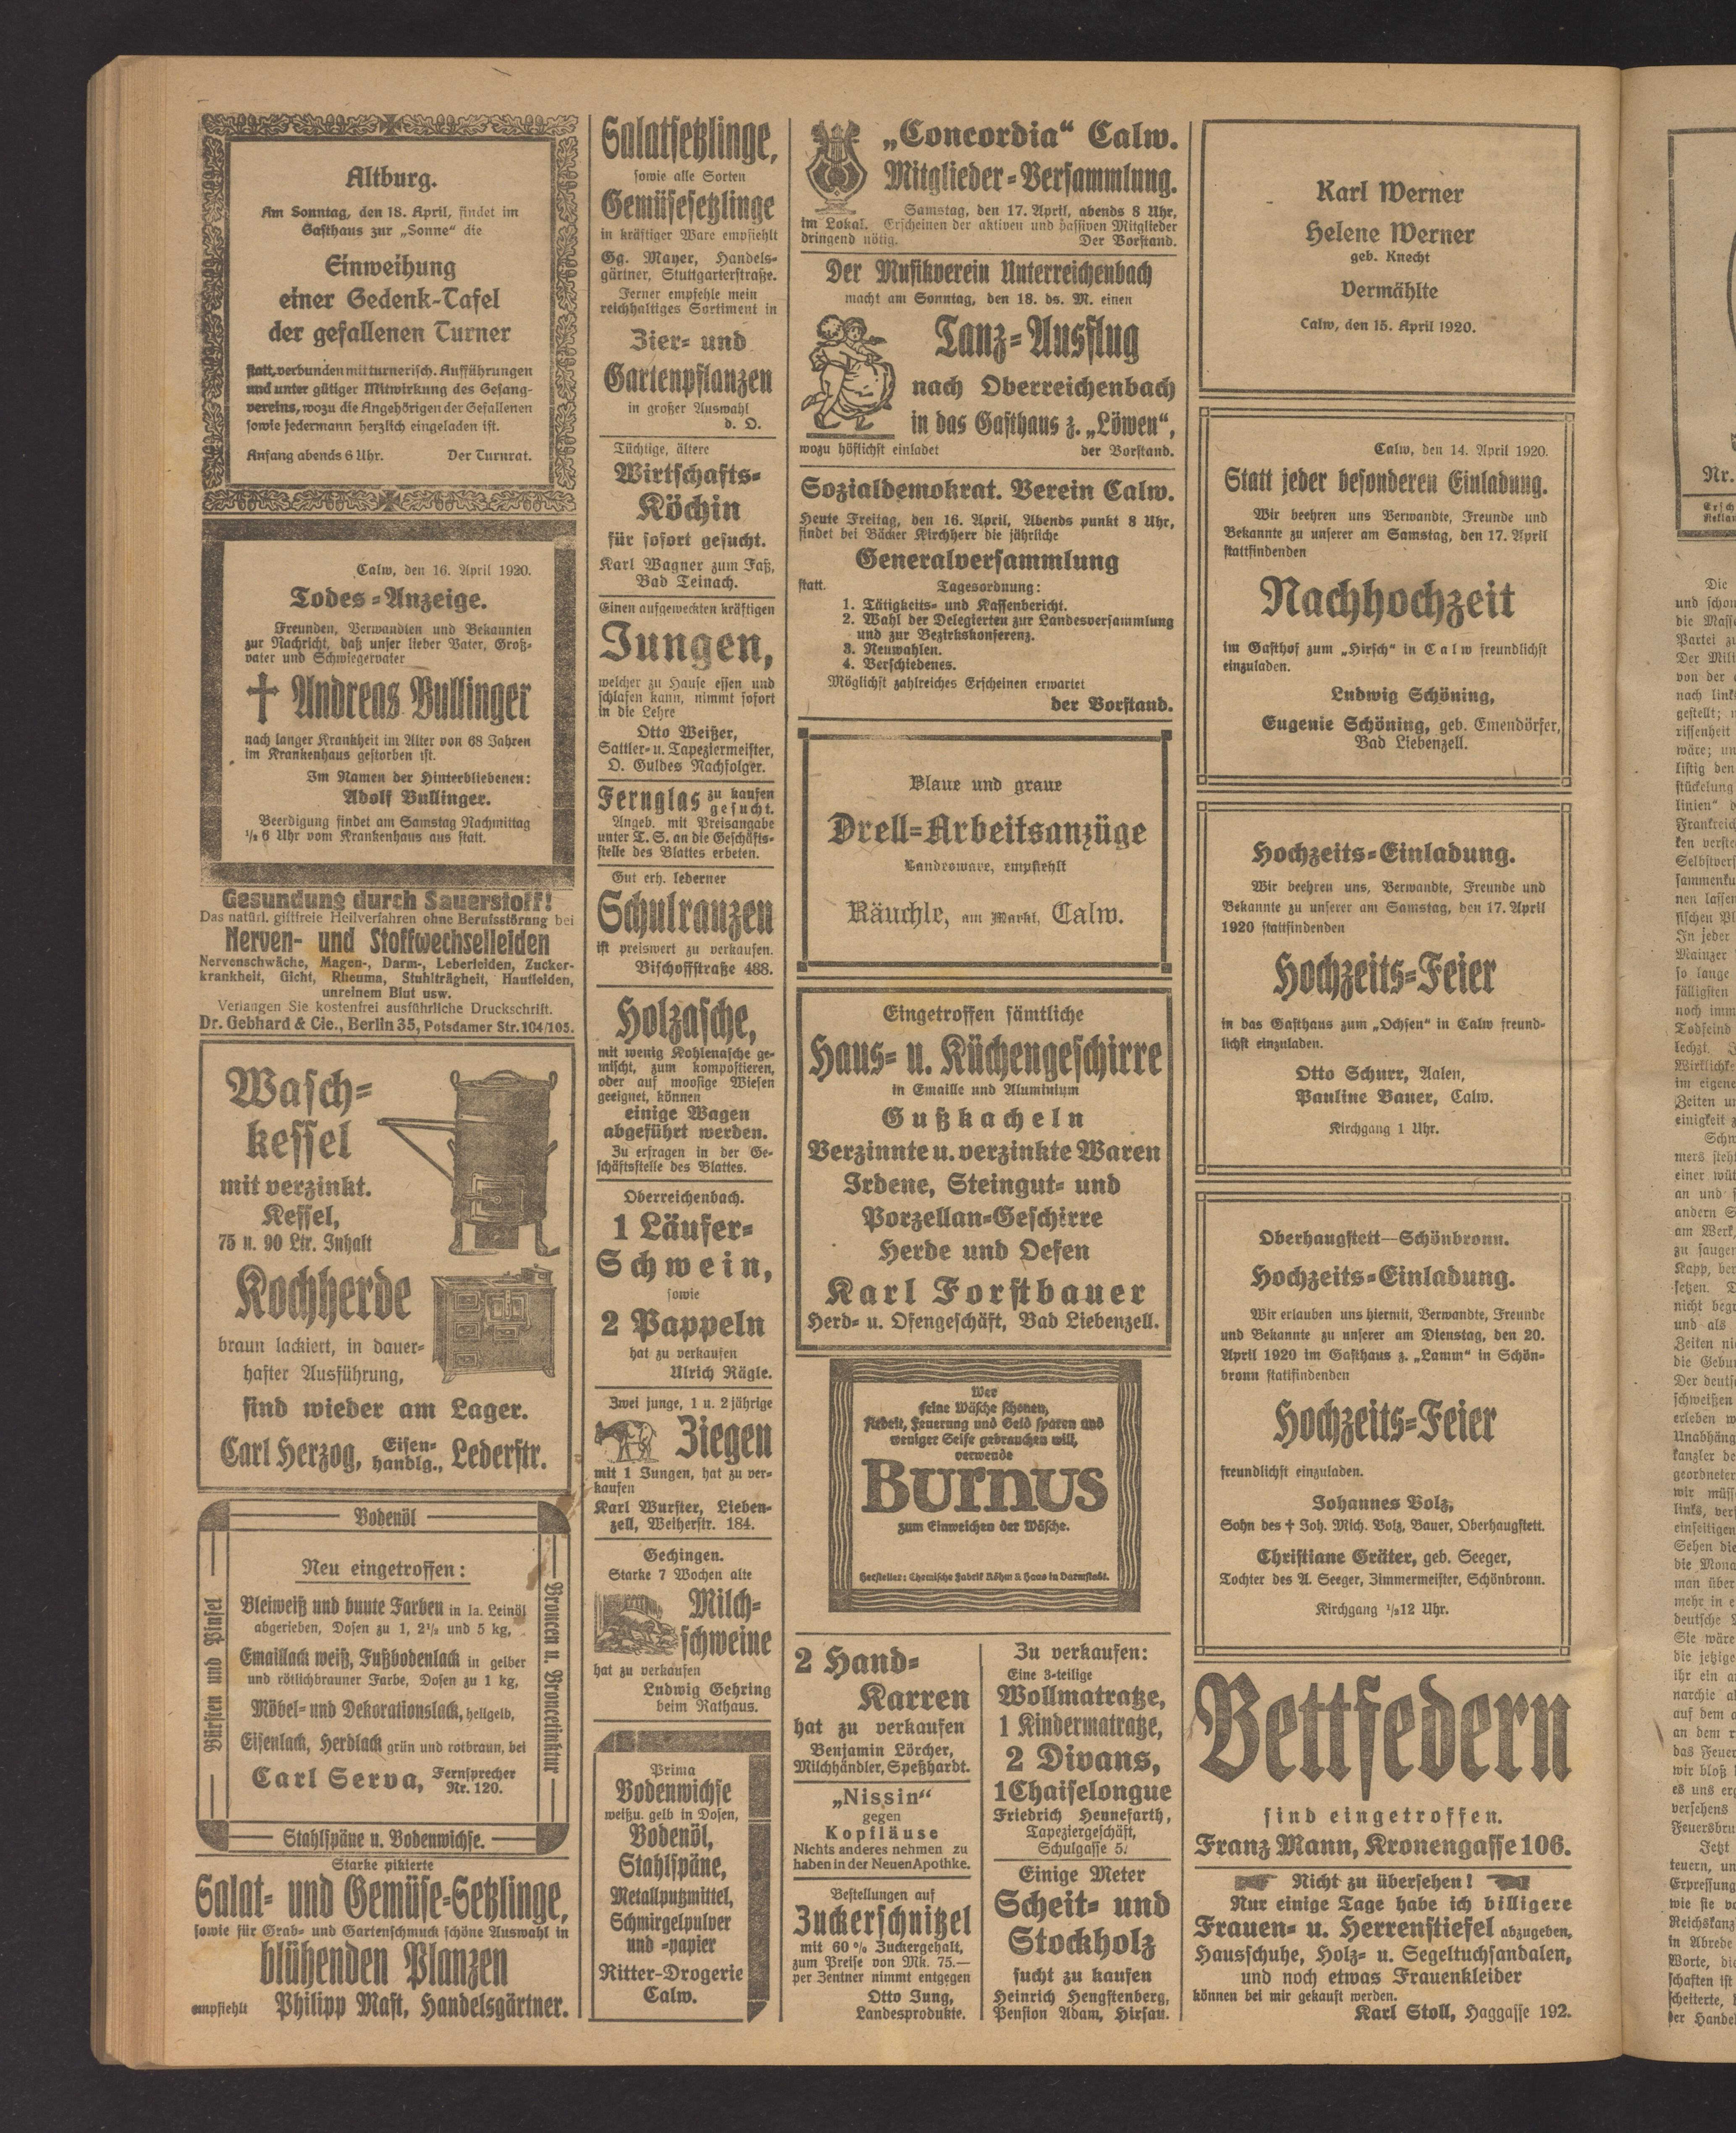 Altburg.
Am Sonntag, den 18. April, findet im
Gasthaus zur „Sonne“ die
Einweihung
einer Gedenk-Tafel
der gefallenen Turner
statt, verbunden mit turnerisch. Aufführungen
und unter gütiger Mitwirkung des Gesang-
vereins, wozu die Angehörigen der Gefallenen
sowie jedermann herzlich eingeladen ist.
Anfang abends 6 Uhr. Der Turnrat.
Calw, den 16. April 1920.
Todes-Anzeige.
Freunden, Verwandten und Bekannten
zur Nachricht, daß unser lieber Vater, Groß-
vater und Schwiegervater
Andreas Bullinger
nach langer Krankheit im Alter von 68 Jahren
im Krankenhaus gestorben ist.
Im Namen der Hinterbliebenen:
Adolf Bullinger.
Beerdigung findet am Samstag Nachmittag
1/2 6 Uhr vom Krankenhaus aus statt.
Gesundung durch Sauerstoff!
Das natürl. giftfreie Heilverfahren ohne Berufsstörung bei
Nerven- und Stoffwechselleiden
Nervenschwäche, Magen-, Darm-, Leberleiden, Zucker-
krankheit, Gicht, Rheuma, Stuhlträgheit, Hautleiden,
unreinem Blut usw.
Verlangen Sie kostenfrei ausführliche Druckschrift.
Dr. Gebhard & Cie., Berlin 35, Potsdamer Str. 104/105.
Wasch-
kessel
mit verzinkt.
Kessel,
75 u. 90 Ltr. Inhalt
Kochherde
braun lackiert, in dauer-
hafter Ausführung,
sind wieder am Lager.
Carl Herzog, Eisen-
handlg., Lederstr.
Bodenöl
Bürsten und Pinsel
Neu eingetroffen:
Bleiweiß und buute Farben in Ia. Leinöl
abgerieben, Dosen zu 1, 2 1/2 und 5 kg,
Emaillack weiß, Fußbodenlack in gelber
und rötlichbrauner Farbe, Dosen zu 1 kg,
Möbel- und Dekorationslack, hellgelb,
Eisenlack, Herdlack grün und rotbraun, bei
Carl Serva, Fernsprecher
Nr. 120.
Broncen u. Broncetinktur
Stahlspäne u. Bodenwichse.
Starke pikierte
Salat- und Gemüse-Setzlinge,
sowie für Grab- und Gartenschmuck schöne Auswahl in
blühenden Planzen
empfiehlt Philipp Mast, Handelsgärtner.
Salatsetzlinge,
sowie alle Sorten
Gemüsesetzlinge
in kräftiger Ware empfiehlt
Gg. Mayer, Handels-
gärtner, Stuttgarterstraße.
Ferner empfehle mein
reichhaltiges Sortiment in
Zier- und
Gartenpflanzen
in großer Auswahl
d. O.
Tüchtige, ältere
Wirtschafts-
Köchin
für sofort gesucht.
Karl Wagner zum Faß,
Bad Teinach.
Einen aufgeweckten kräftigen
Jungen,
welcher zu Hause essen und
schlafen kann, nimmt sofort
in die Lehre
Otto Weißer,
Sattler- u. Tapeziermeister,
O. Guldes Nachfolger.
Fernglas zu kaufen
gesucht.
Angeb. mit Preisangabe
unter T. S. an die Geschäfts-
stelle des Blattes erbeten.
Gut erh. lederner
Schulranzen
ist preiswert zu verkaufen.
Bischoffstraße 488.
Holzasche,
mit wenig Kohlenasche ge-
mischt, zum kompostieren,
oder auf moosige Wiesen
geeignet, können
einige Wagen
abgeführt werden.
Zu erfragen in der Ge-
schäftsstelle des Blattes.
Oberreichenbach.
1 Läufer-
Schwein,
sowie
2 Pappeln
hat zu verkaufen
Ulrich Rägle.
Zwei junge, 1 u. 2 jährige
Ziegen
mit 1 Jungen, hat zu ver-
kaufen
Karl Wurster, Lieben-
zell, Weiherstr. 184.
Gechingen.
Starke 7 Wochen alte
Milch-
schweine
hat zu verkaufen
Ludwig Gehring
beim Rathaus.
Prima
Bodenwichse
weiß u. gelb in Dosen,
Bodenöl,
Stahlspäne,
Metallputzmittel,
Schmirgelpulver
und -papier
Ritter-Drogerie
Calw.
„Concordia“ Calw.
Mitglieder-Versammlung.
Samstag, den 17. April, abends 8 Uhr,
im Lokal. Erscheinen der aktiven und passiven Mitglieder
dringend nötig. Der Vorstand.
Der Musikverein Unterreichenbach
macht am Sonntag, den 18. ds. M. einen
Tanz-Ausflug
nach Oberreichenbach
in das Gasthaus z. „Löwen“,
wozu höflichst einladet der Vorstand.
Sozialdemokrat. Verein Calw.
Heute Freitag, den 16. April, Abends punkt 8 Uhr,
findet bei Bäcker Kirchherr die jährliche
Generalversammlung
statt. Tagesordnung:
1. Tätigkeits- und Kassenbericht.
2. Wahl der Delegierten zur Landesversammlung
und zur Bezirkskonferenz.
3. Neuwahlen.
4. Verschiedenes.
Möglichst zahlreiches Erscheinen erwartet
der Vorstand.
Blaue und graue
Drell-Arbeitsanzüge
Landesware, empfiehlt
Räuchle, am Markt, Calw.
Eingetroffen sämtliche
Haus- u. Küchengeschirre
in Emaille und Aluminium
Gußkacheln
Verzinnte u. verzinkte Waren
Irdene, Steingut- und
Porzellan-Geschirre
Herde und Oefen
Karl Forstbauer
Herd- u. Ofengeschäft, Bad Liebenzell.
Wer
seine Wäsche schonen,
Arbeit, Feuerung und Geld sparen und
weniger Seife gebrauchen will,
verwende
Burnus
zum Einweichen der Wäsche.
Hersteller: Chemische Fabrik Röhm & Haas in Darmstadt.
2 Hand-
Karren
hat zu verkaufen
Benjamin Lörcher,
Milchhändler, Speßhardt.
„Nissin“
gegen
Kopfläuse
Nichts anderes nehmen zu
haben in der Neuen Apothke.
Bestellungen auf
Zuckerschnitzel
mit 60 % Zuckergehalt,
zum Preise von Mk. 75.—
per Zentner nimmt entgegen
Otto Jung,
Landesprodukte.
Zu verkaufen:
Eine 3-teilige
Wollmatratze,
1 Kindermatratze,
2 Divans,
1 Chaiselongue
Friedrich Hennefarth,
Tapeziergeschäft,
Schulgasse 5.
Einige Meter
Scheit- und
Stockholz
sucht zu kaufen
Heinrich Hengstenberg,
Pension Adam, Hirsau.
Karl Werner
Helene Werner
geb. Knecht
Vermählte
Calw, den 15. April 1920.
Calw, den 14. April 1920.
Statt jeder besonderen Einladung.
Wir beehren uns Verwandte, Freunde und
Bekannte zu unserer am Samstag, den 17. April
stattfindenden
Nachhochzeit
im Gasthof zum „Hirsch“ in Calw freundlichst
einzuladen.
Ludwig Schöning,
Eugenie Schöning, geb. Emendörfer,
Bad Liebenzell.
Hochzeits-Einladung.
Wir beehren uns, Verwandte, Freunde und
Bekannte zu unserer am Samstag, den 17. April
1920 stattfindenden
Hochzeits-Feier
in das Gasthaus zum „Ochsen“ in Calw freund-
lichst einzuladen.
Otto Schurr, Aalen,
Pauline Bauer, Calw.
Kirchgang 1 Uhr.
Oberhaugstett—Schönbronn.
Hochzeits-Einladung.
Wir erlauben uns hiermit, Verwandte, Freunde
und Bekannte zu unserer am Dienstag, den 20.
April 1920 im Gasthaus z. „Lamm“ in Schön-
bronn stattfindenden
Hochzeits-Feier
freundlichst einzuladen.
Johannes Volz,
Sohn des † Joh. Mich. Volz, Bauer, Oberhaugstett.
Christiane Gräter, geb. Seeger,
Tochter des A. Seeger, Zimmermeister, Schönbronn.
Kirchgang 1/2 12 Uhr.
Bettfedern
sind eingetroffen.
Franz Mann, Kronengasse 106.
Nicht zu übersehen!
Nur einige Tage habe ich billigere
Frauen- u. Herrenstiefel abzugeben,
Hausschuhe, Holz- u. Segeltuchsandalen,
und noch etwas Frauenkleider
können bei mir gekauft werden.
Karl Stoll, Haggasse 192.
Nr.